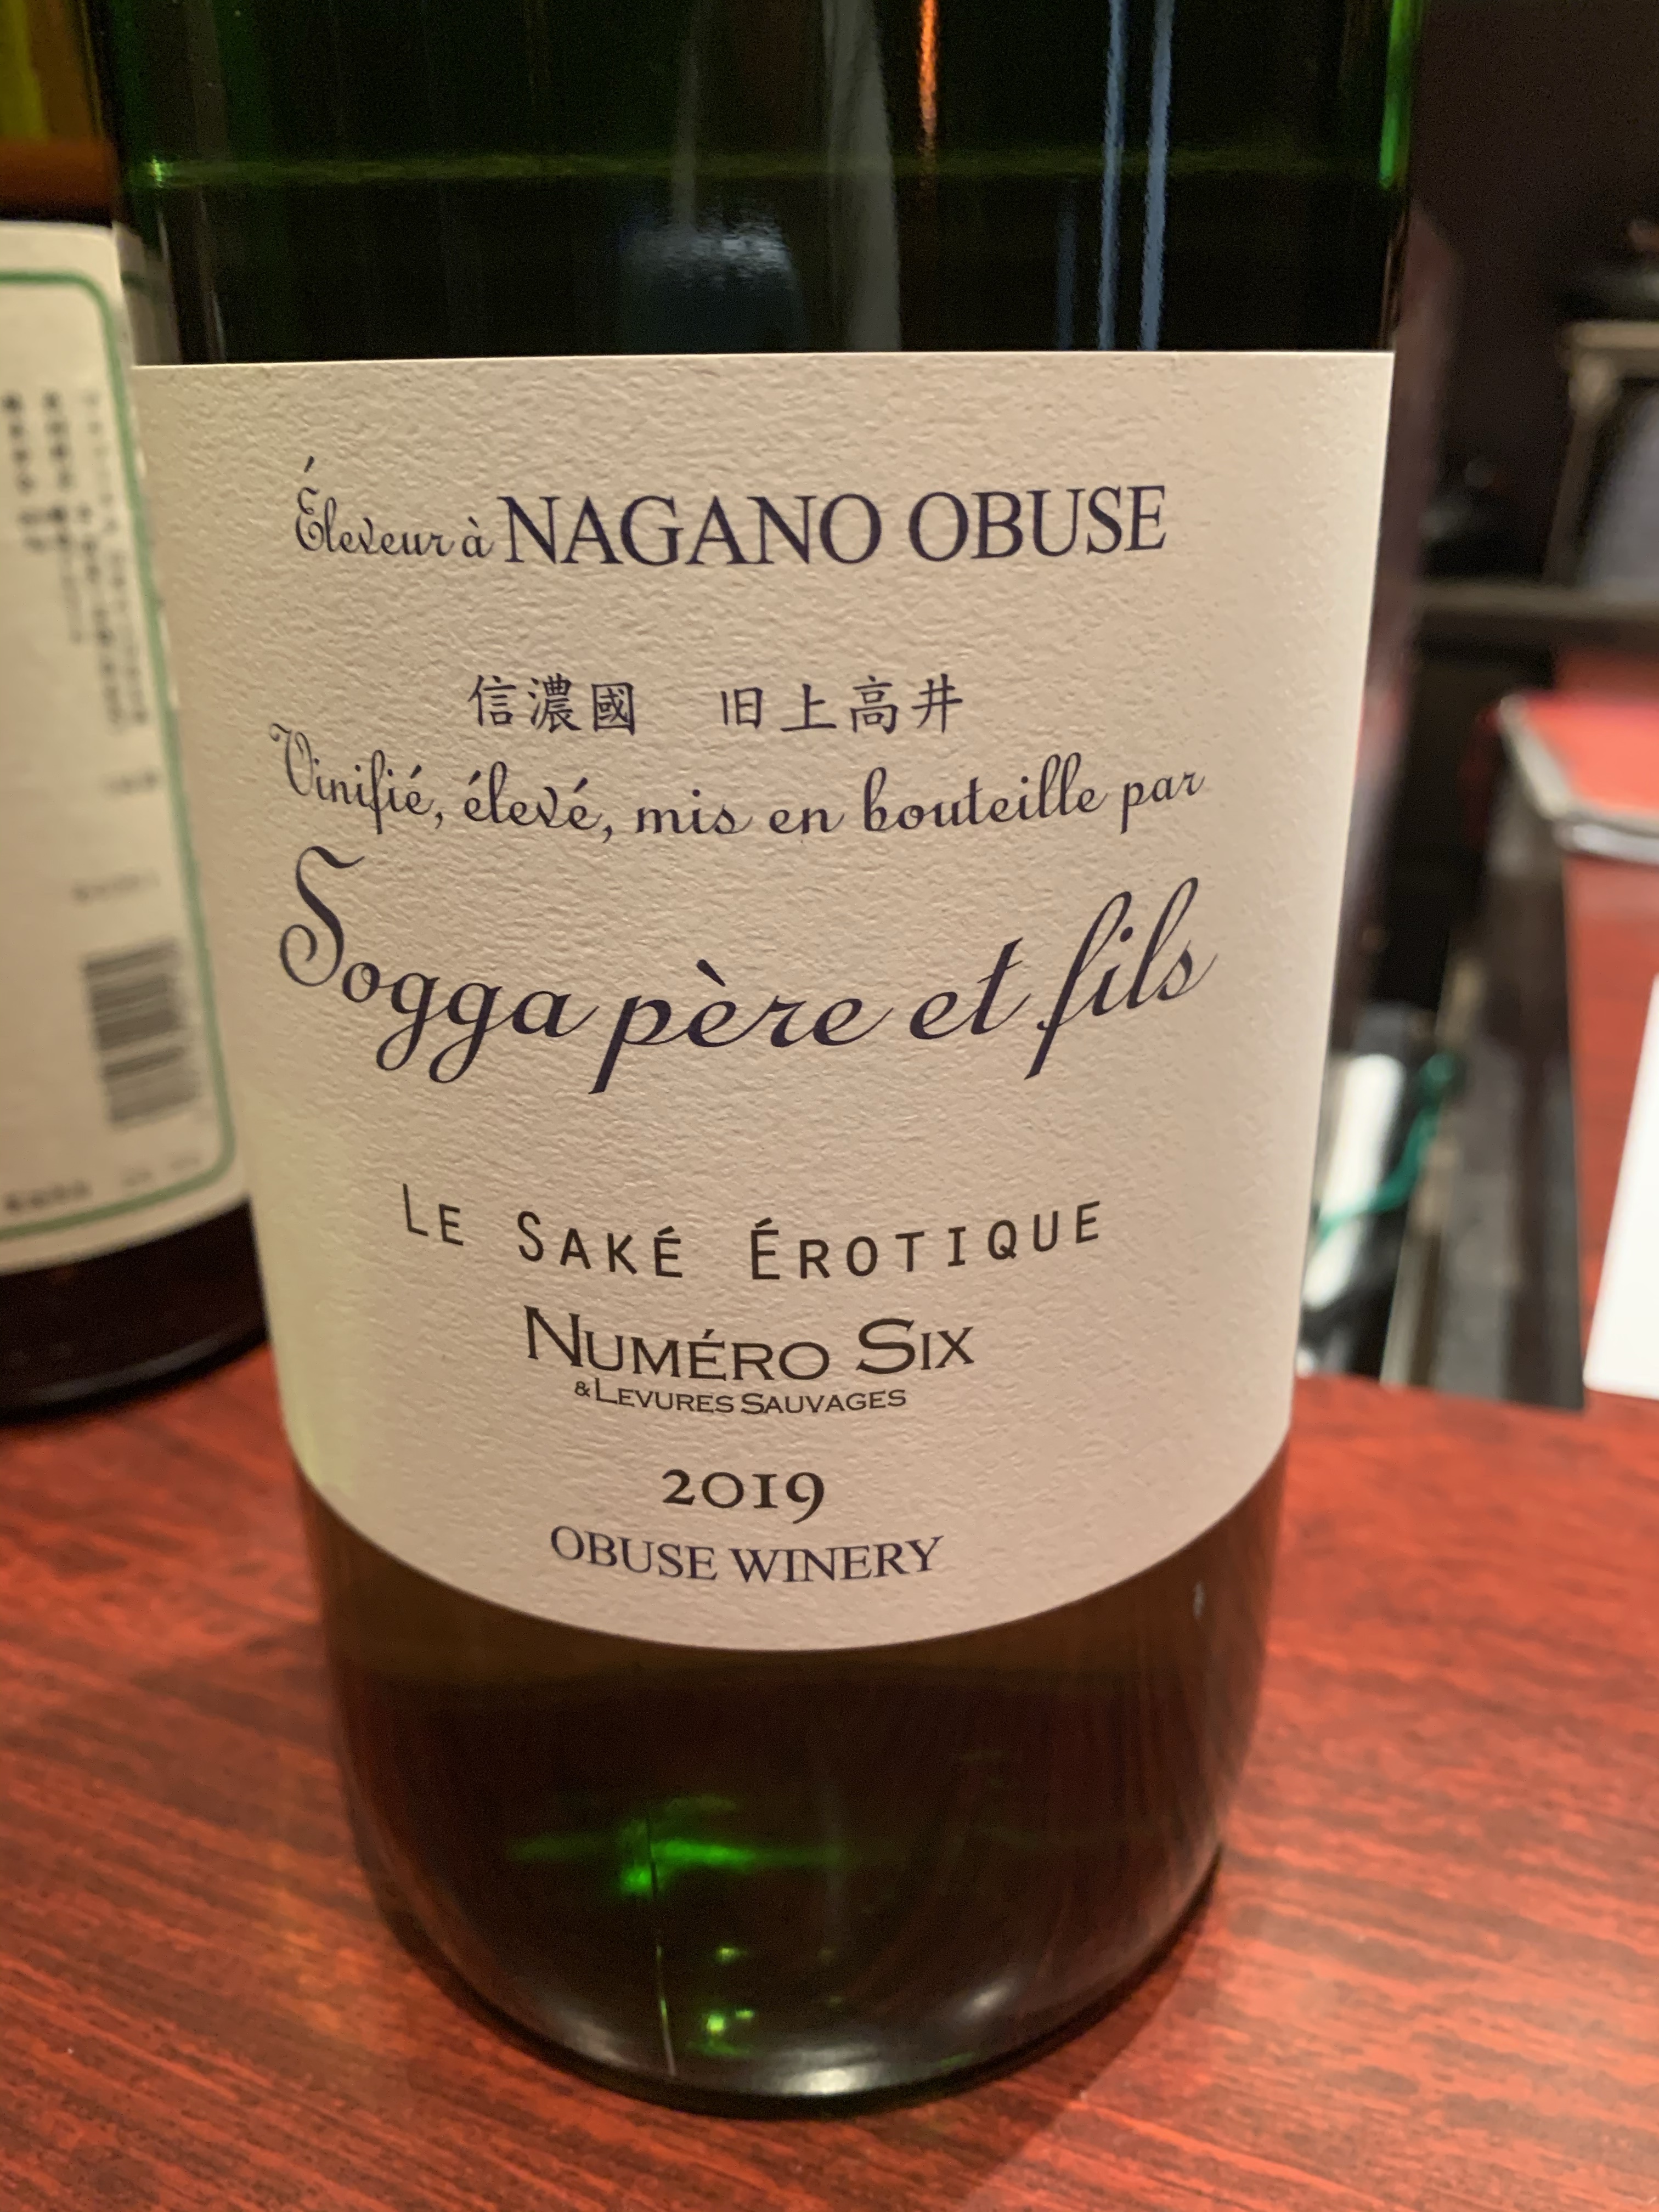 Éleveur à NAGANO OBUSE
信濃國　旧上高井
Vinifié, élevé, mis en bouteille par
Sogga père et fils
LE SAKÉ ÉROTIQUE
NUMÉRO SIX
&LEVURES SAUVAGES
2019
OBUSE WINERY